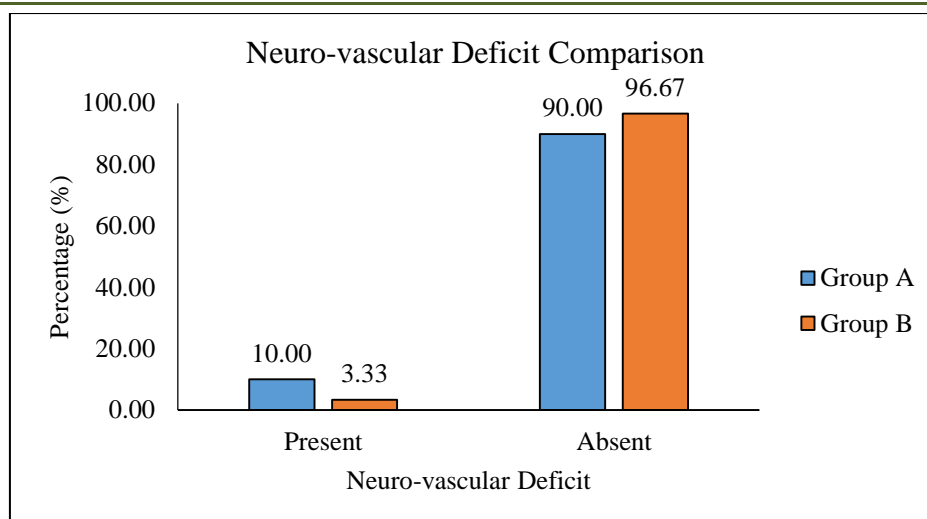 Neuro-vascular Deficit Comparison
100.00
80.00
60.00
40.00
20.00
0.00
Percentage (%)
10.00
3.33
90.00
96.67
Present
Absent
Neuro-vascular Deficit
Group A
Group B